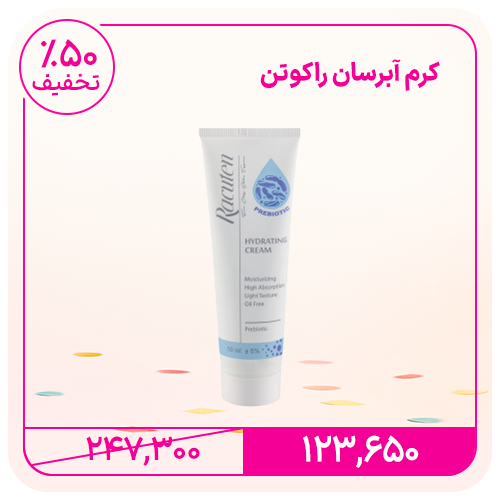 ٪۵۰
تخفیف
کرم آبرسان راکوتن
Racuten
PREBIOTIC
HYDRATING
CREAM
Moisturizing
High Absorption
Light Texture
Oil Free
Prebiotic
۲۴۷,۳۰۰
۱۲۳,۶۵۰